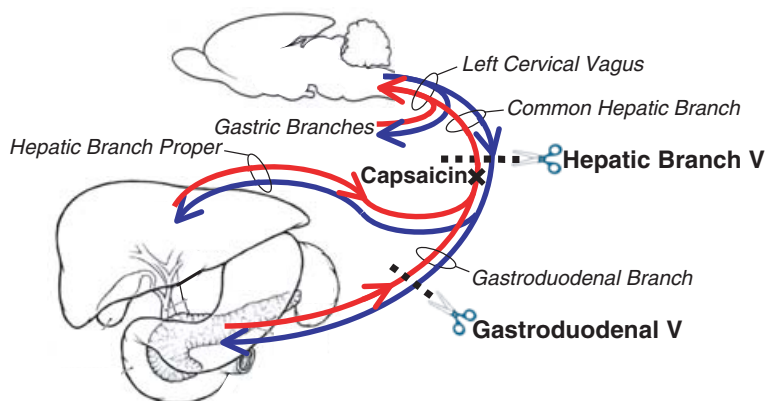 Left Cervical Vagus
Common Hepatic Branch
Gastric Branches
Hepatic Branch Proper
Hepatic Branch V
Capsaicin
Gastroduodenal Branch
Gastroduodenal V